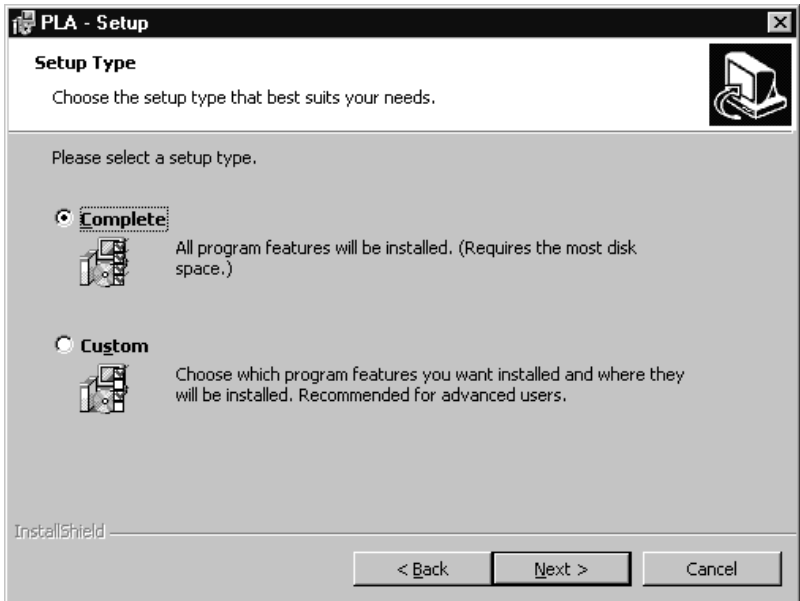 PLA - Setup
Setup Type
Choose the setup type that best suits your needs.
Please select a setup type.
Complete
All program features will be installed. (Requires the most disk
space.)
Custom
Choose which program features you want installed and where they
will be installed. Recommended for advanced users.
InstallShield
< Back
Next >
Cancel